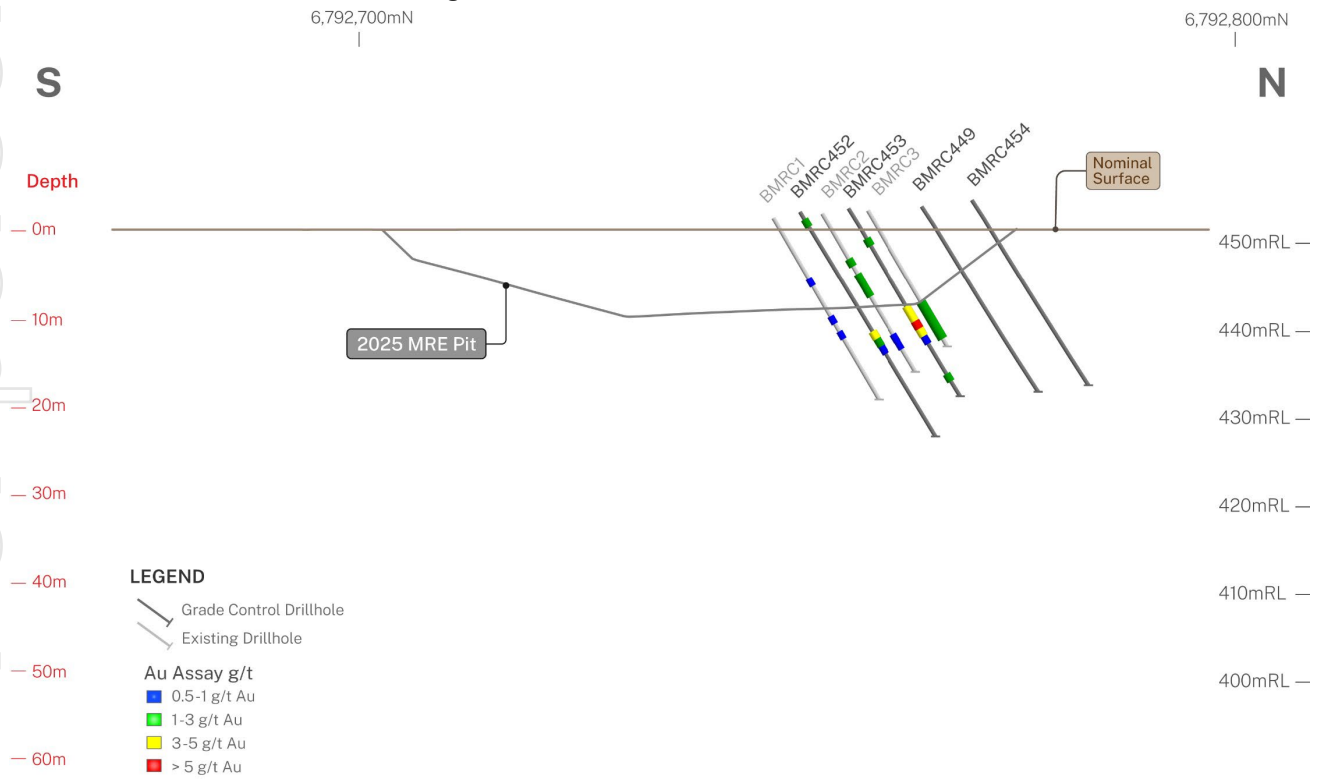 6,792,700mN
6,792,800mN
S
N
BMRC1
BMRC452
BMRC2
BMRC453
BMRC3
BMRC449
BMRC454
Nominal
Surface
Depth
0m
10m
20m
30m
40m
50m
60m
450mRL
440mRL
430mRL
420mRL
410mRL
400mRL
2025 MRE Pit
LEGEND
Grade Control Drillhole
Existing Drillhole
Au Assay g/t
0.5-1 g/t Au
1-3 g/t Au
3-5 g/t Au
> 5 g/t Au